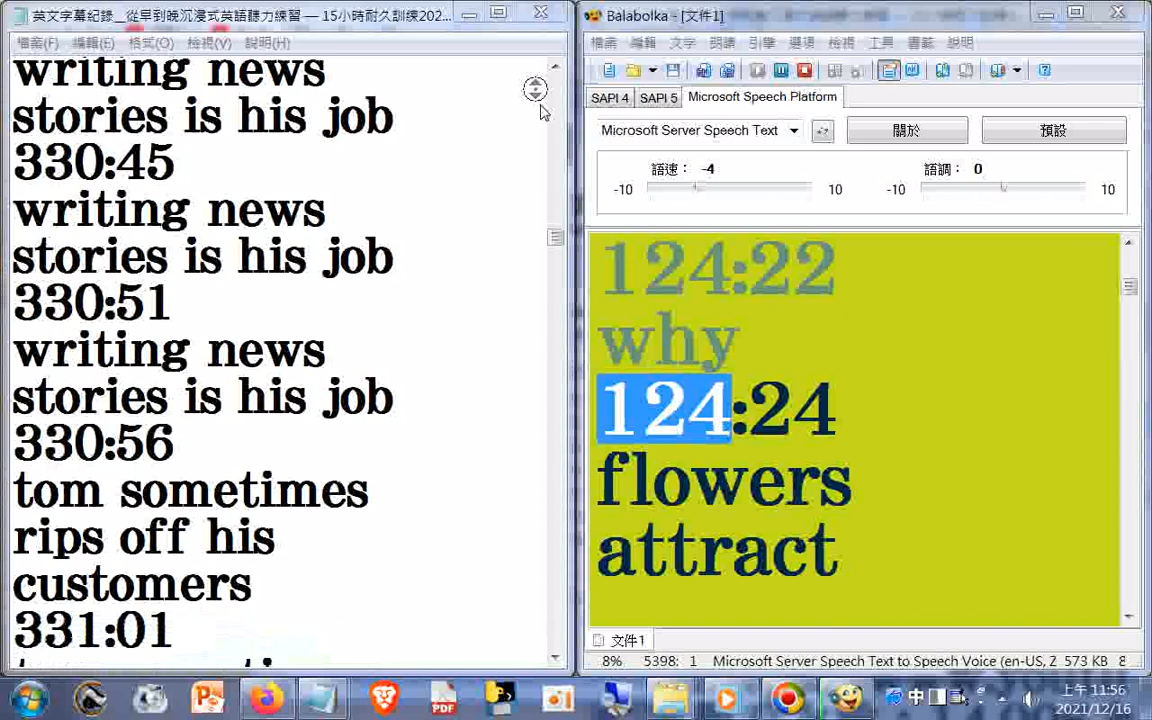 英文字幕紀錄__從早到晚沉浸式英語聽力練習 — 15小時耐久訓練202...
檔案(F) 編輯(E) 格式(O) 檢視(V) 說明(H)
writing news
stories is his job
330:45
writing news
stories is his job
330:51
writing news
stories is his job
330:56
tom sometimes
rips off his
customers
331:01
Balabolka - [文件1]
檔案 編輯 文字 朗讀 引擎 選項 檢視 工具 書籤 說明
SAPI 4 SAPI 5 Microsoft Speech Platform
Microsoft Server Speech Text 關於 預設
語速： -4 語調： 0
-10 10 -10 10
124:22
why
124:24
flowers
attract
文件1
8% 5398: 1 Microsoft Server Speech Text to Speech Voice (en-US, 2 573 KB 8
PDF
中
上午 11:56
2021/12/16